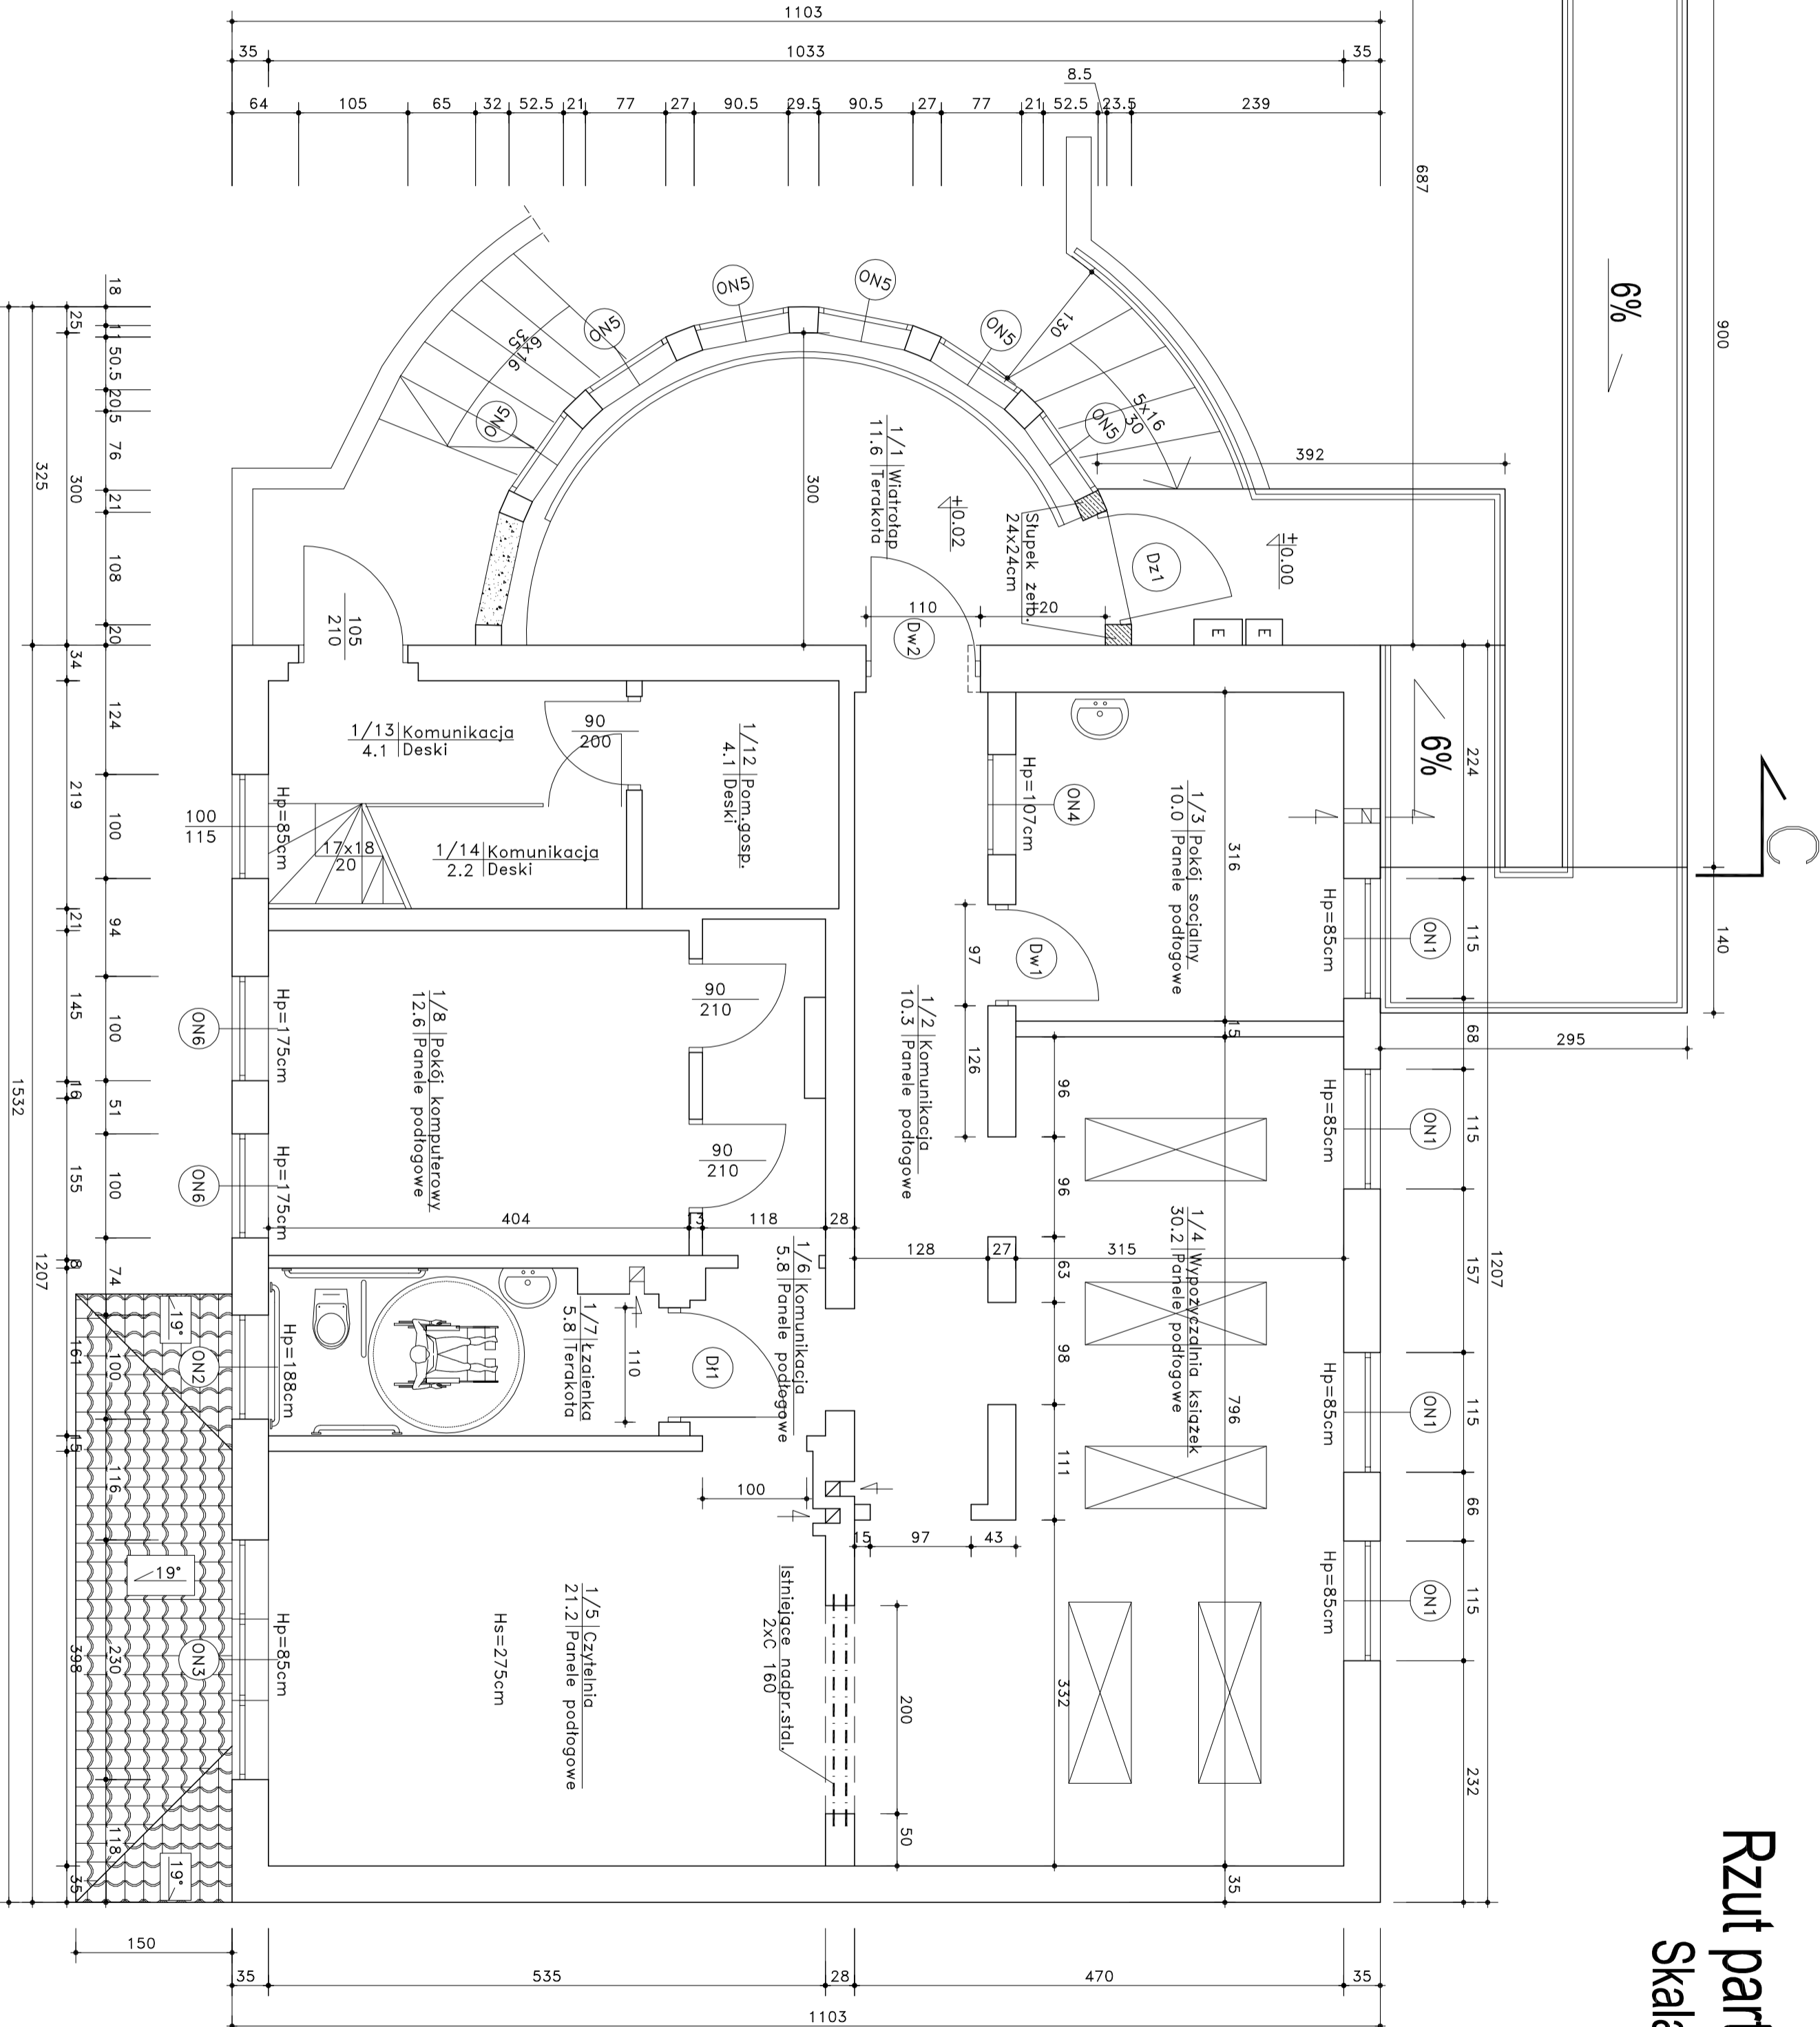 1103
35
1033
35
8.5
64
105
65
32
52.5
21
77
27
90.5
29.5
90.5
27
77
21
52.5
23.5
239
687
6%
900
ON5
ON5
ON5
ON5
ON5
ON5
6x16
35
130
5x16
30
392
300
1/1 Wiatrołap
11.6 Terakota
+0.02
Słupek żelb.
24x24cm
Dz1
±0.00
E
E
110
120
Dw2
105
210
18
25
11
50.5
20.5
76
21
108
20
325
300
34
124
219
100
21
94
145
100
16
51
155
100
8
74
161
100
15
116
398
230
118
35
1532
1207
1/13 Komunikacja
4.1 Deski
90
200
1/12 Pom.gosp.
4.1 Deski
1/14 Komunikacja
2.2 Deski
17x18
20
100
115
Hp=85cm
Hp=107cm
ON4
1/3 Pokój socjalny
10.0 Panele podłogowe
316
6%
224
C
Hp=85cm
ON1
115
140
97
Dw1
126
15
68
295
1/2 Komunikacja
10.3 Panele podłogowe
1/8 Pokój komputerowy
12.6 Panele podłogowe
90
210
90
210
Hp=175cm
ON6
Hp=175cm
ON6
96
96
Hp=85cm
ON1
115
404
13
118
28
128
27
315
157
1207
1/4 Wypożyczalnia książek
30.2 Panele podłogowe
63
98
796
1/6 Komunikacja
5.8 Panele podłogowe
1/7 Łzaienka
5.8 Terakota
110
Dł1
Hp=188cm
ON2
19°
Hp=85cm
ON1
115
66
111
100
15
97
43
Hp=85cm
ON1
115
19°
Hp=85cm
ON3
1/5 Czytelnia
21.2 Panele podłogowe
Hs=275cm
Istniejące nadpr.stal.
2xC 160
200
50
332
232
35
19°
150
35
535
28
470
35
1103
Rzut part
Skala